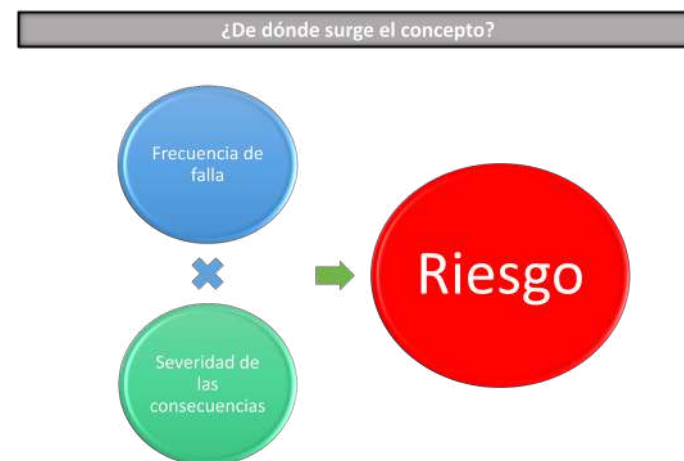 ¿De dónde surge el concepto?
Frecuencia de
falla
Riesgo
Severidad de
las
consecuencias